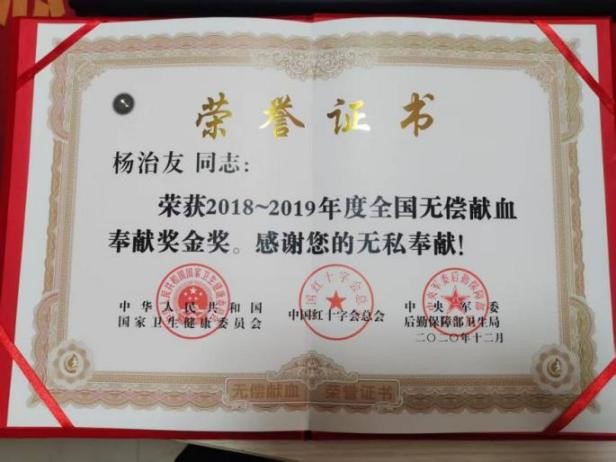 荣誉证书
杨治友 同志：
荣获2018~2019年度全国无偿献血
奉献奖金奖。感谢您的无私奉献！
中华人民共和国
国家卫生健康委员会
中国红十字会总会
中央军委
后勤保障部卫生局
二〇二〇年十二月
无偿献血 荣誉证书